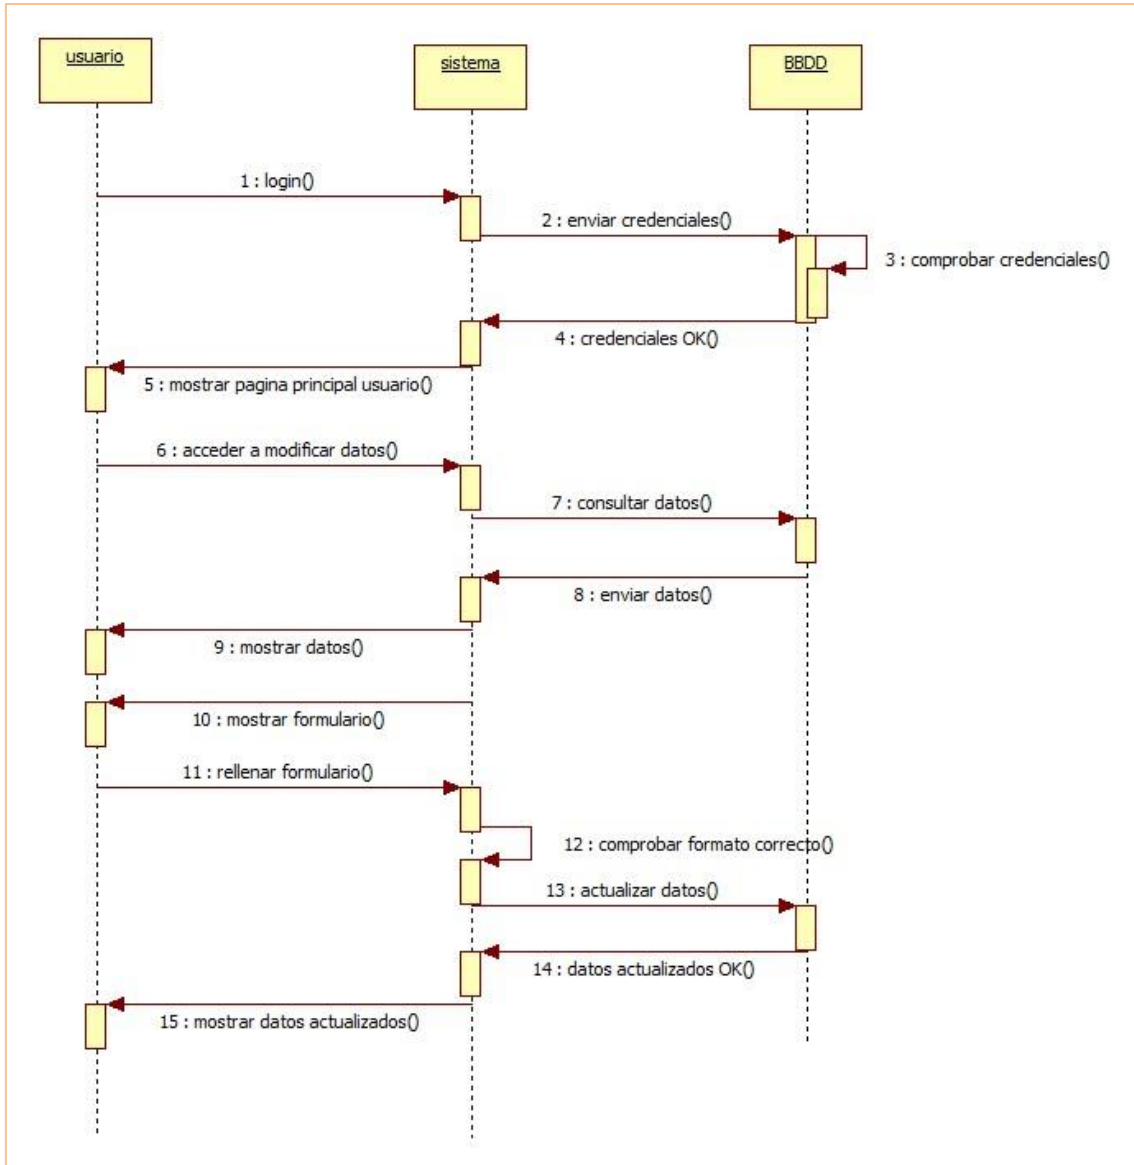 usuario
sistema
BBDD
1 : login()
2 : enviar credenciales()
3 : comprobar credenciales()
4 : credenciales OK()
5 : mostrar pagina principal usuario()
6 : acceder a modificar datos()
7 : consultar datos()
8 : enviar datos()
9 : mostrar datos()
10 : mostrar formulario()
11 : rellenar formulario()
12 : comprobar formato correcto()
13 : actualizar datos()
14 : datos actualizados OK()
15 : mostrar datos actualizados()